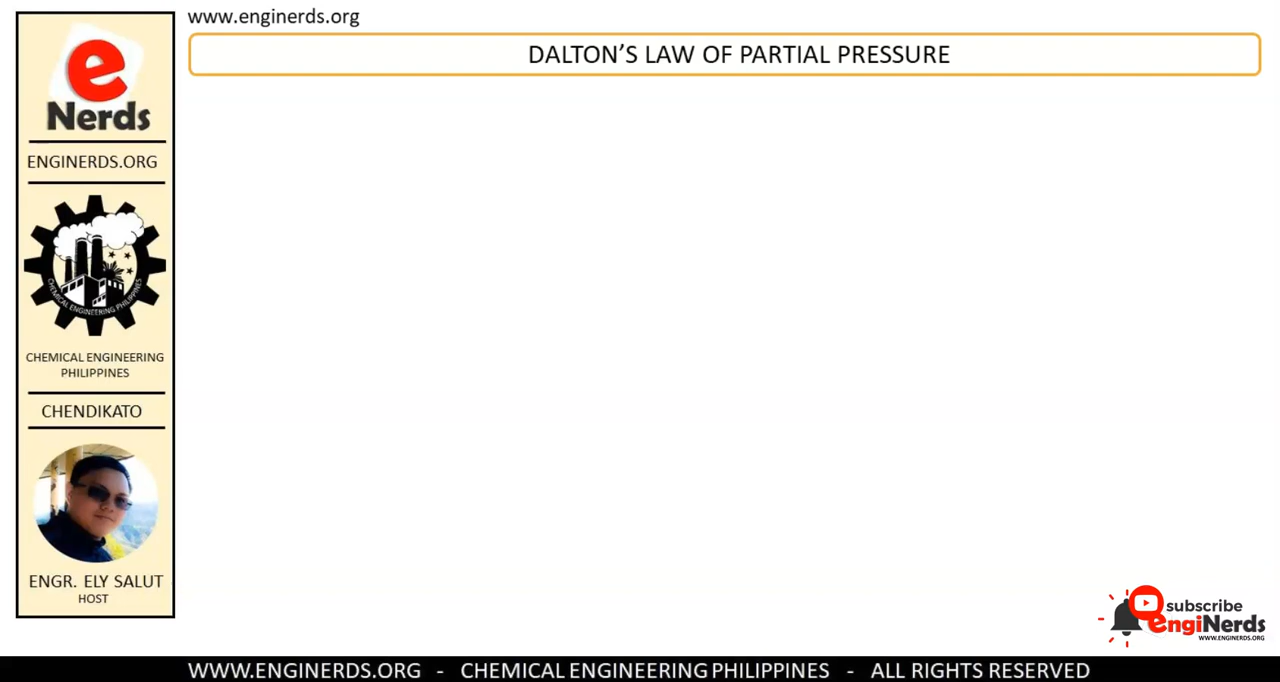 www.enginerds.org
DALTON'S LAW OF PARTIAL PRESSURE
e
Nerds
ENGINERDS.ORG
CHEMICAL ENGINEERING PHILIPPINES
CHEMICAL ENGINEERING
PHILIPPINES
CHENDIKATO
ENGR. ELY SALUT
HOST
subscribe
engiNerds
WWW.ENGINERDS.ORG
WWW.ENGINERDS.ORG - CHEMICAL ENGINEERING PHILIPPINES - ALL RIGHTS RESERVED